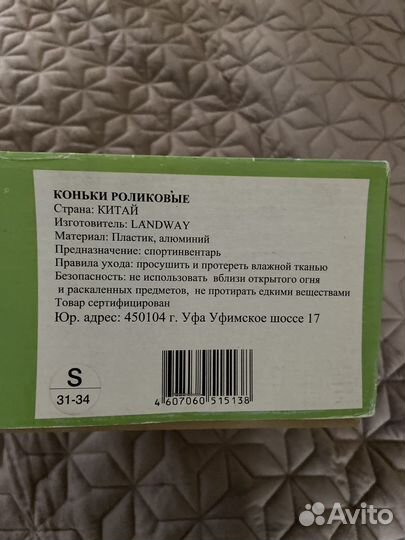 КОНЬКИ РОЛИКОВЫЕ
Страна: КИТАЙ
Изготовитель: LANDWAY
Материал: Пластик, алюминий
Предназначение: спортинвентарь
Правила ухода: просушить и протереть влажной тканью
Безопасность: не использовать вблизи открытого огня
и раскаленных предметов, не протирать едкими веществами
Товар сертифицирован
Юр. адрес: 450104 г. Уфа Уфимское шоссе 17
S
31-34
4 607060 515138
Avito